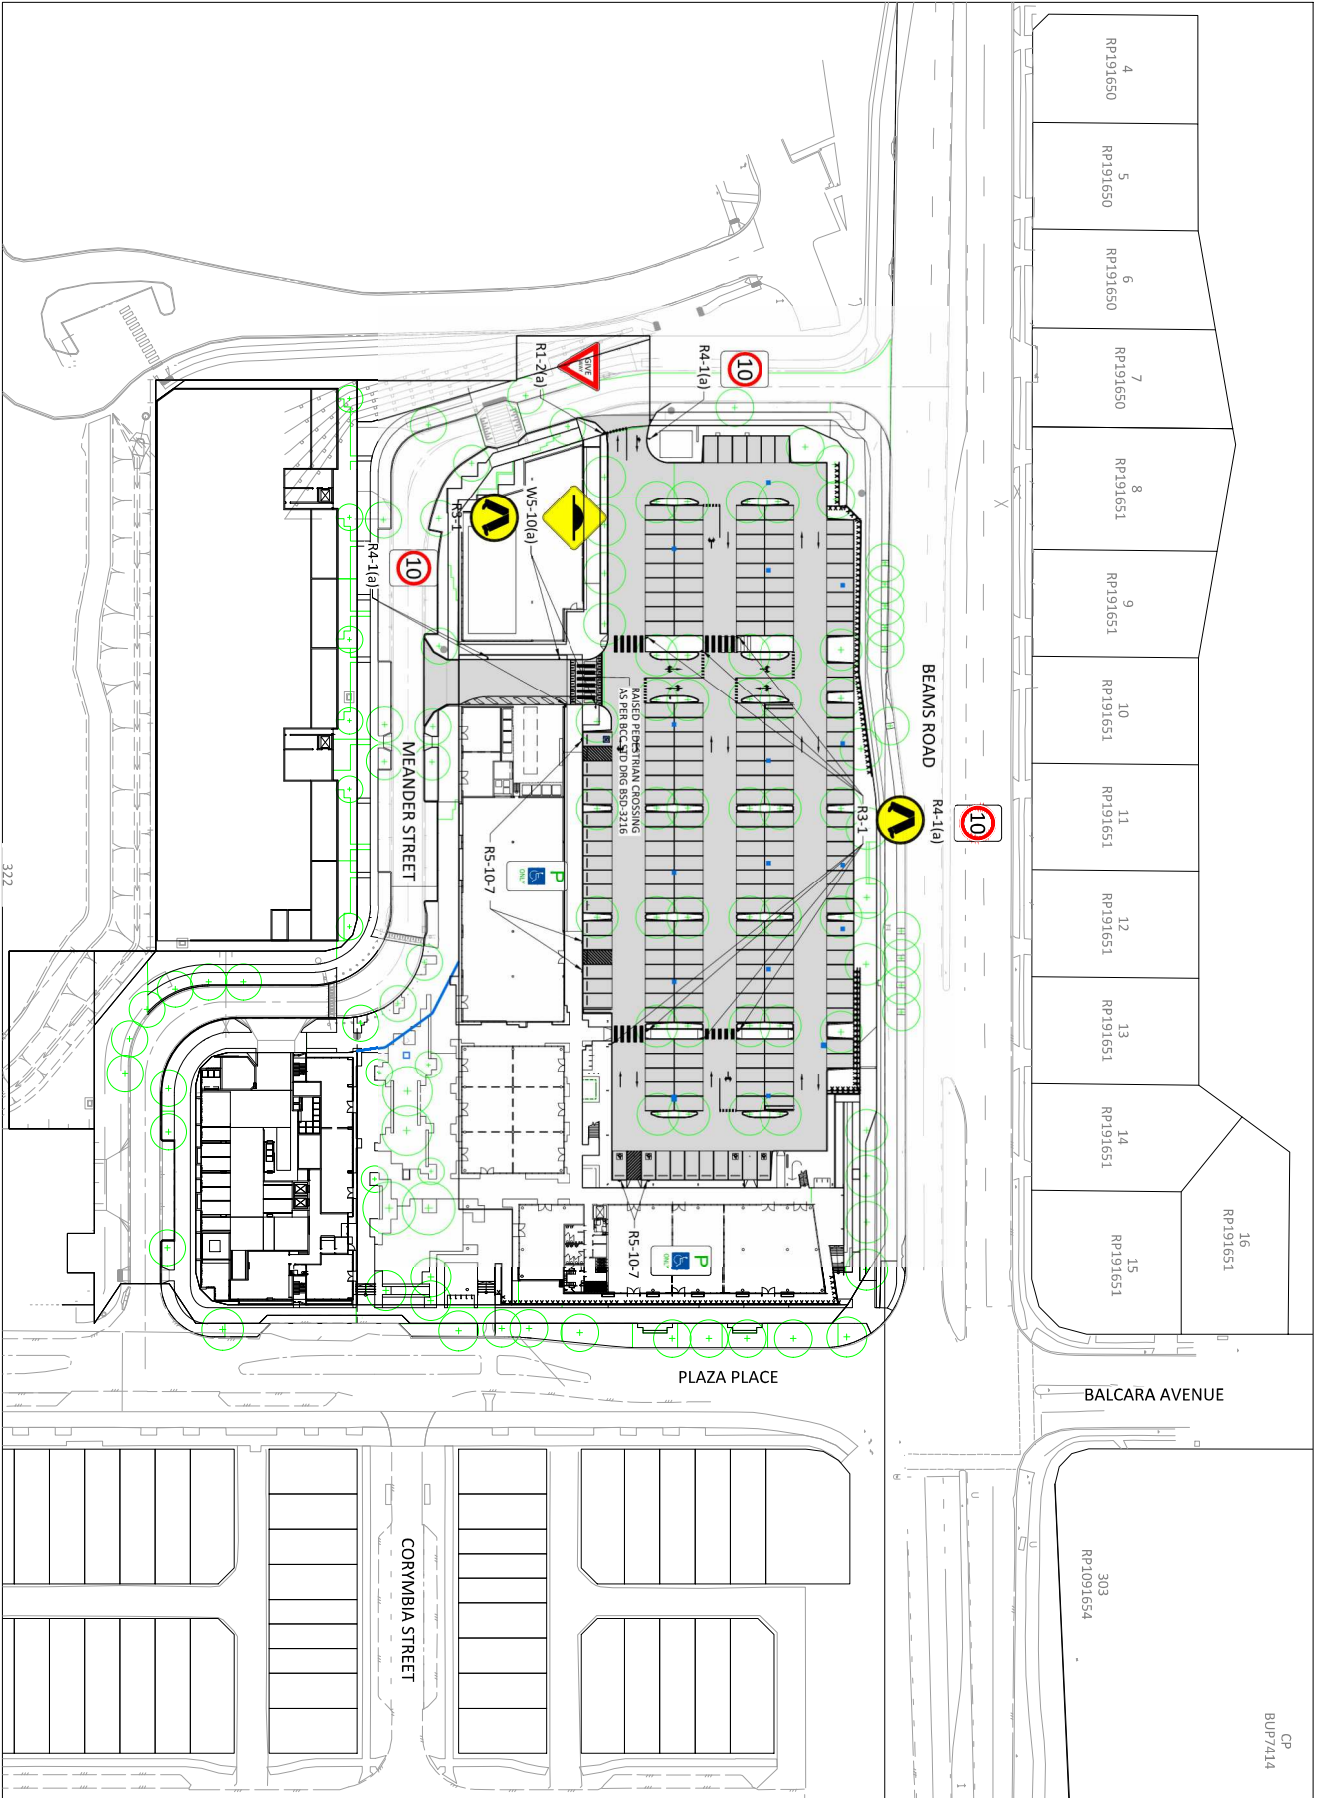 4
RP191650
5
RP191650
6
RP191650
7
RP191650
8
RP191651
9
RP191651
10
RP191651
11
RP191651
12
RP191651
13
RP191651
14
RP191651
15
RP191651
16
RP191651
303
RP1091654
CP
BUP7414
BEAMS ROAD
BALCARA AVENUE
PLAZA PLACE
CORYMBIA STREET
MEANDER STREET
322
10
R4-1(a)
GIVE
WAY
R1-2(a)
W5-10(a)
R3-1
10
R4-1(a)
RAISED PEDESTRIAN CROSSING
AS PER BCC STD DRG BSD-3216
10
R4-1(a)
R3-1
R5-10-7
P
ONLY
R5-10-7
P
ONLY